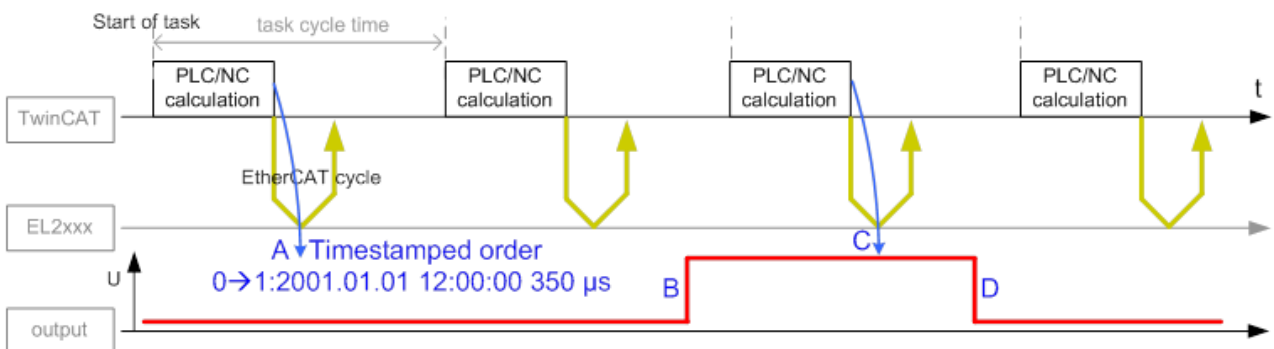 Start of task
task cycle time
PLC/NC
calculation
PLC/NC
calculation
PLC/NC
calculation
PLC/NC
calculation
t
TwinCAT
EtherCAT cycle
EL2xxx
A Timestamped order
0→1:2001.01.01 12:00:00 350 µs
C
U
B
D
output